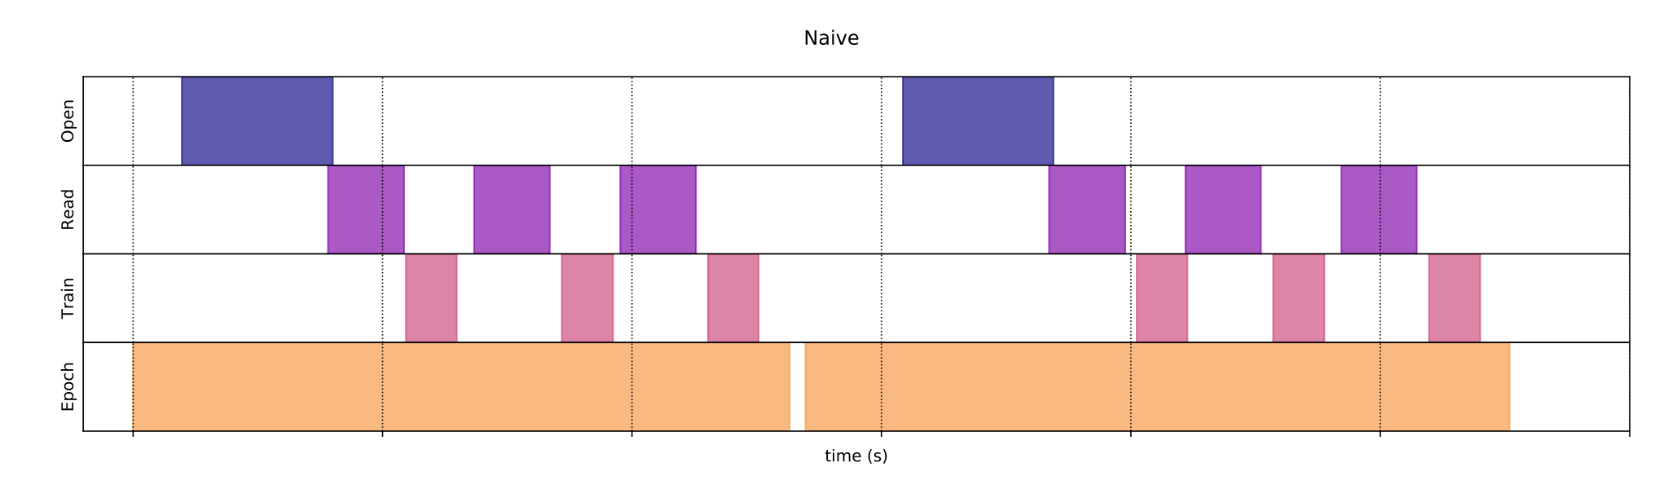 Naive
Open
Read
Train
Epoch
time (s)